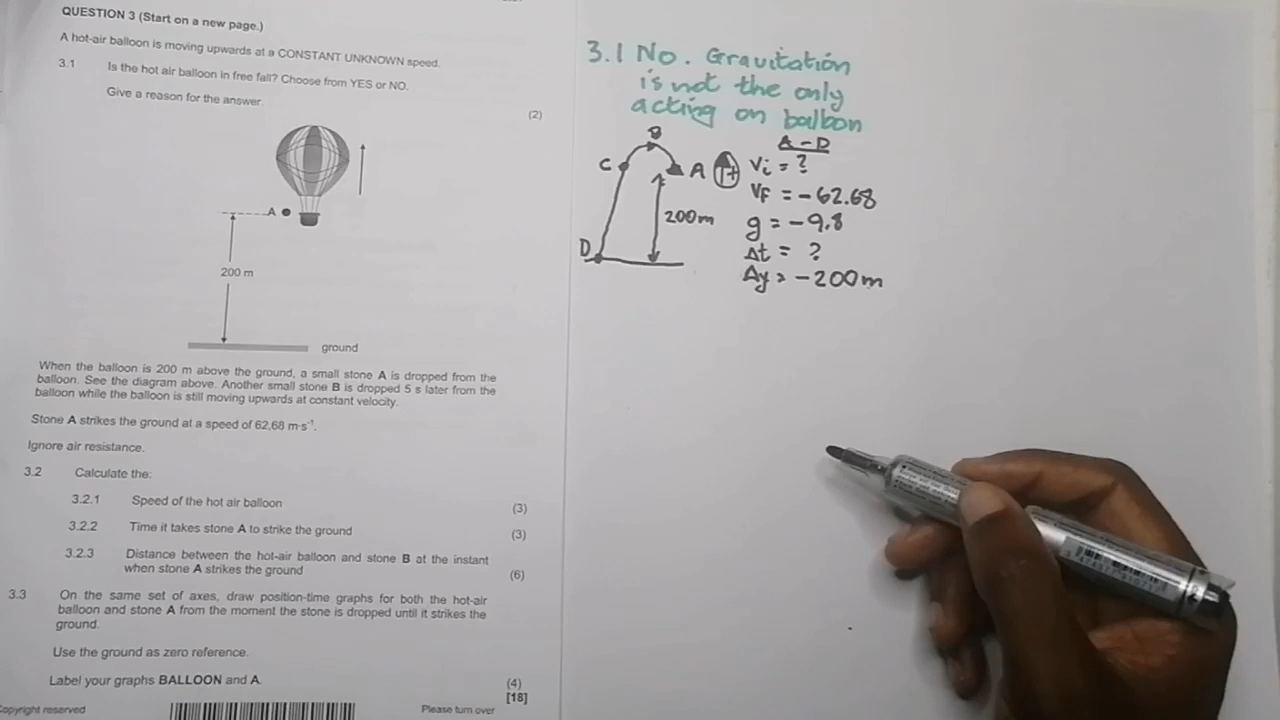 QUESTION 3 (Start on a new page.)
A hot-air balloon is moving upwards at a CONSTANT UNKNOWN speed.
3.1 Is the hot air balloon in free fall? Choose from YES or NO.
Give a reason for the answer.
(2)
A
200 m
ground
When the balloon is 200 m above the ground, a small stone A is dropped from the
balloon. See the diagram above. Another small stone B is dropped 5 s later from the
balloon while the balloon is still moving upwards at constant velocity.
Stone A strikes the ground at a speed of 62,68 m·s⁻¹.
Ignore air resistance.
3.2 Calculate the:
3.2.1 Speed of the hot air balloon (3)
3.2.2 Time it takes stone A to strike the ground (3)
3.2.3 Distance between the hot-air balloon and stone B at the instant
when stone A strikes the ground (6)
3.3 On the same set of axes, draw position-time graphs for both the hot-air
balloon and stone A from the moment the stone is dropped until it strikes the
ground.
Use the ground as zero reference.
Label your graphs BALLOON and A. (4)
[18]
Copyright reserved
Please turn over
3.1 No. Gravitation
is not the only
acting on balloon
B
C
A
+
200m
D
A-D
Vi = ?
VF = -62.68
g = -9.8
Δt = ?
Δy = -200m